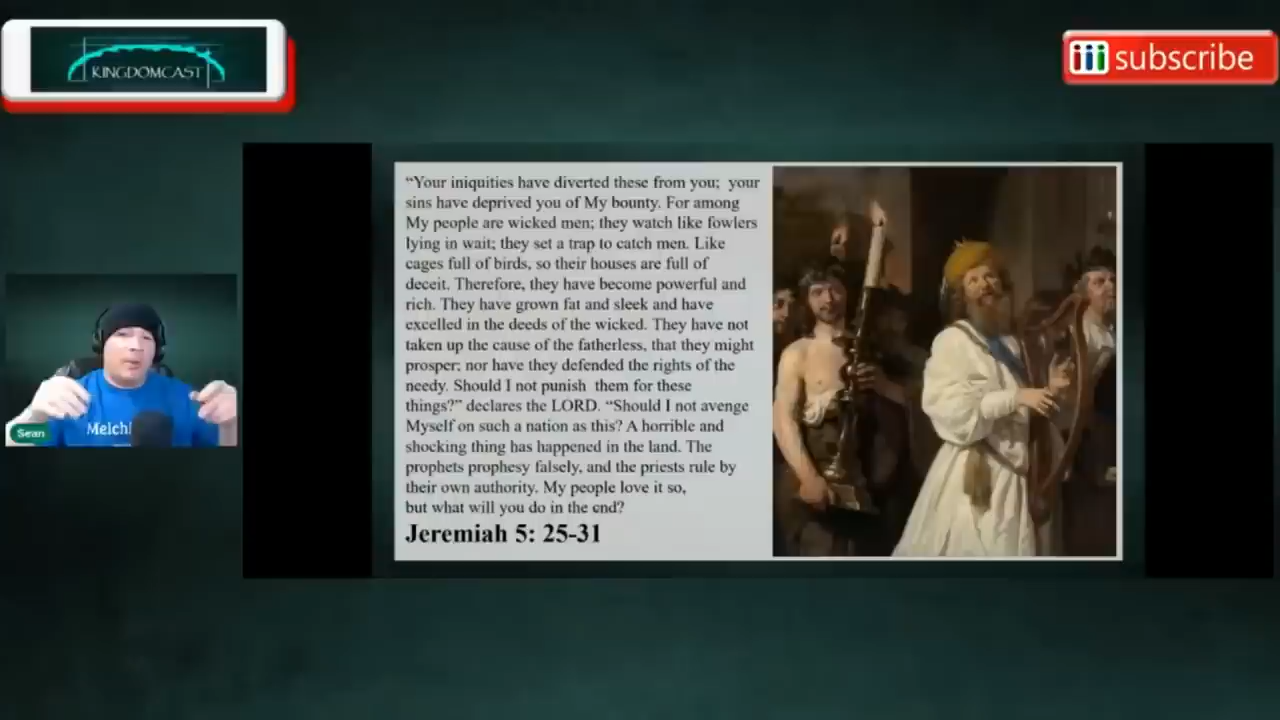 KINGDOMCAST
subscribe
"Your iniquities have diverted these from you;  your
sins have deprived you of My bounty. For among
My people are wicked men; they watch like fowlers
lying in wait; they set a trap to catch men. Like
cages full of birds, so their houses are full of
deceit. Therefore, they have become powerful and
rich. They have grown fat and sleek and have
excelled in the deeds of the wicked. They have not
taken up the cause of the fatherless, that they might
prosper; nor have they defended the rights of the
needy. Should I not punish  them for these
things?" declares the LORD. "Should I not avenge
Myself on such a nation as this? A horrible and
shocking thing has happened in the land. The
prophets prophesy falsely, and the priests rule by
their own authority. My people love it so,
but what will you do in the end?
Jeremiah 5: 25-31
Sean